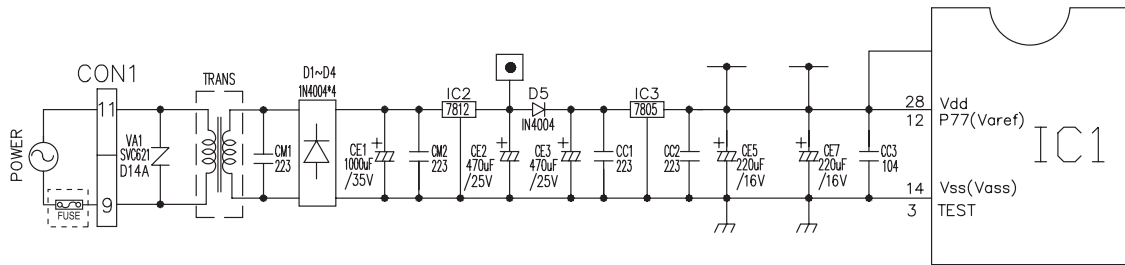 POWER
FUSE
CON1
11
9
VA1
SVC621
D14A
TRANS
CM1
223
D1~D4
1N4004*4
CE1
1000uF
/35V
CM2
223
IC2
7812
CE2
470uF
/25V
D5
IN4004
CE3
470uF
/25V
CC1
223
IC3
7805
CC2
223
CE5
220uF
/16V
CE7
220uF
/16V
CC3
104
28 Vdd
12 P77(Varef)
14 Vss(Vass)
3 TEST
IC1